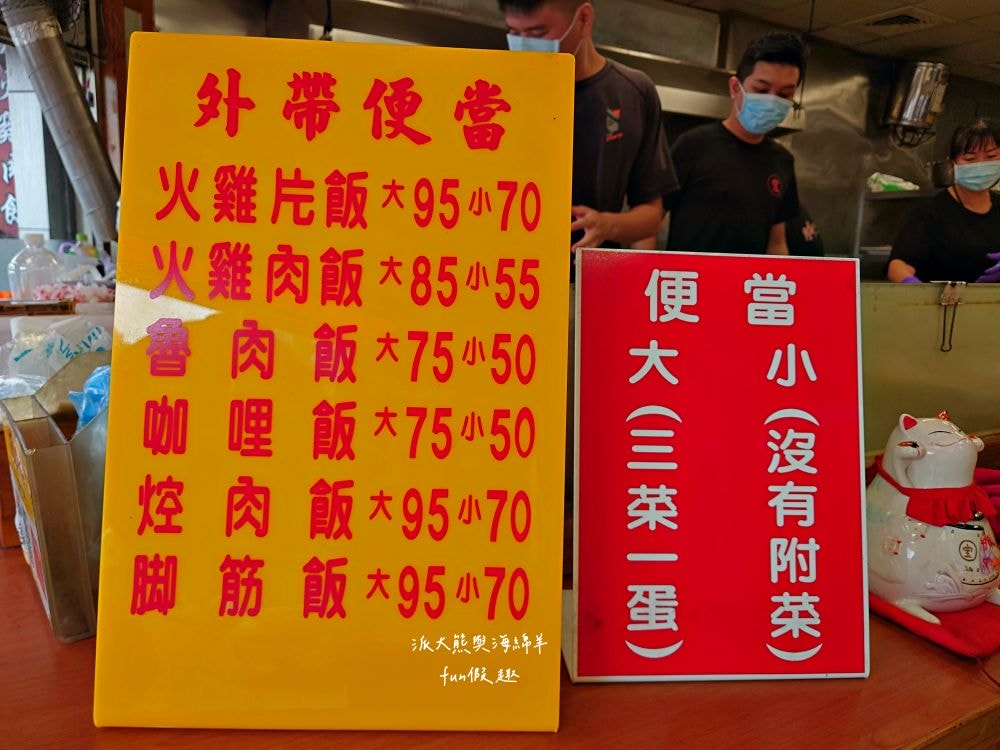 外帶便當
火雞片飯 大95 小70
火雞肉飯 大85 小55
魯肉飯 大75 小50
咖哩飯 大75 小50
焢肉飯 大95 小70
脚筋飯 大95 小70
派大熊與海綿羊
fun假趣
便當
大(三菜一蛋)
小(沒有附菜)